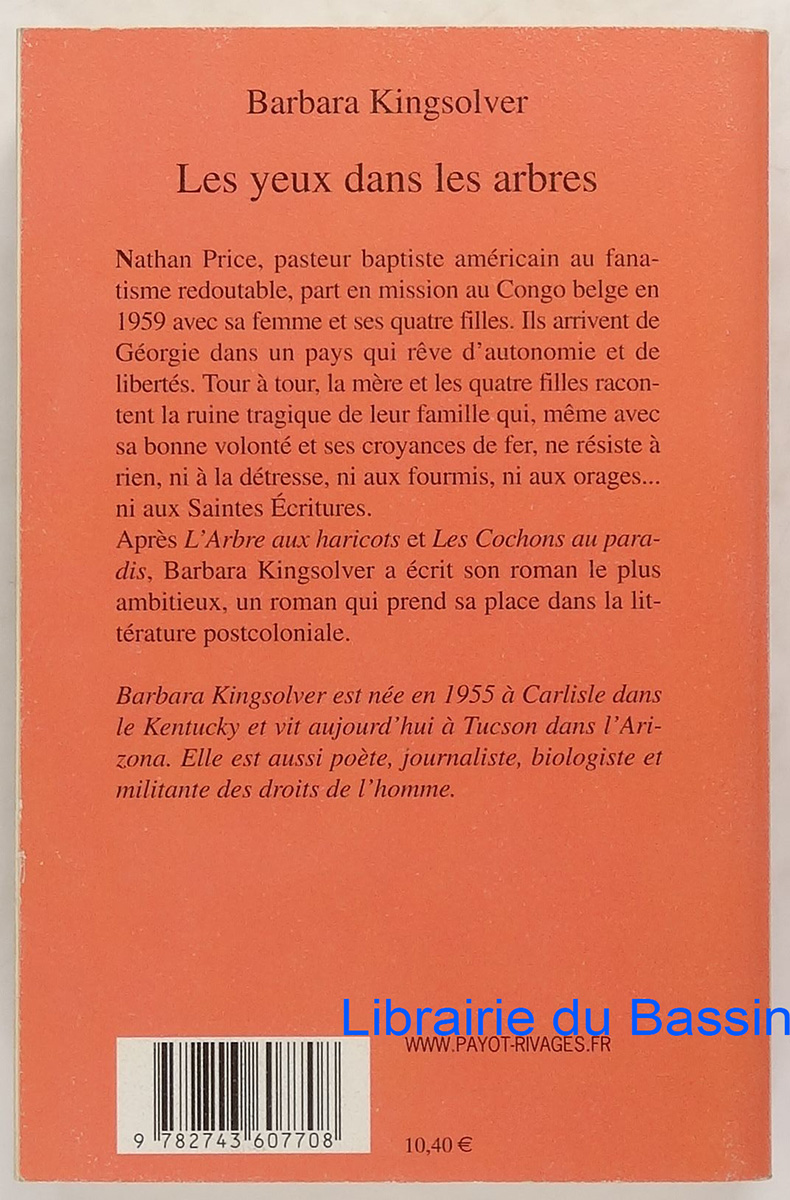 Barbara Kingsolver
Les yeux dans les arbres
Nathan Price, pasteur baptiste américain au fana-
tisme redoutable, part en mission au Congo belge en
1959 avec sa femme et ses quatre filles. Ils arrivent de
Géorgie dans un pays qui rêve d'autonomie et de
libertés. Tour à tour, la mère et les quatre filles racon-
tent la ruine tragique de leur famille qui, même avec
sa bonne volonté et ses croyances de fer, ne résiste à
rien, ni à la détresse, ni aux fourmis, ni aux orages...
ni aux Saintes Écritures.
Après L'Arbre aux haricots et Les Cochons au para-
dis, Barbara Kingsolver a écrit son roman le plus
ambitieux, un roman qui prend sa place dans la lit-
térature postcoloniale.
Barbara Kingsolver est née en 1955 à Carlisle dans
le Kentucky et vit aujourd'hui à Tucson dans l'Ari-
zona. Elle est aussi poète, journaliste, biologiste et
militante des droits de l'homme.
Librairie du Bassin
WWW.PAYOT-RIVAGES.FR
9 782743 607708
10,40 €